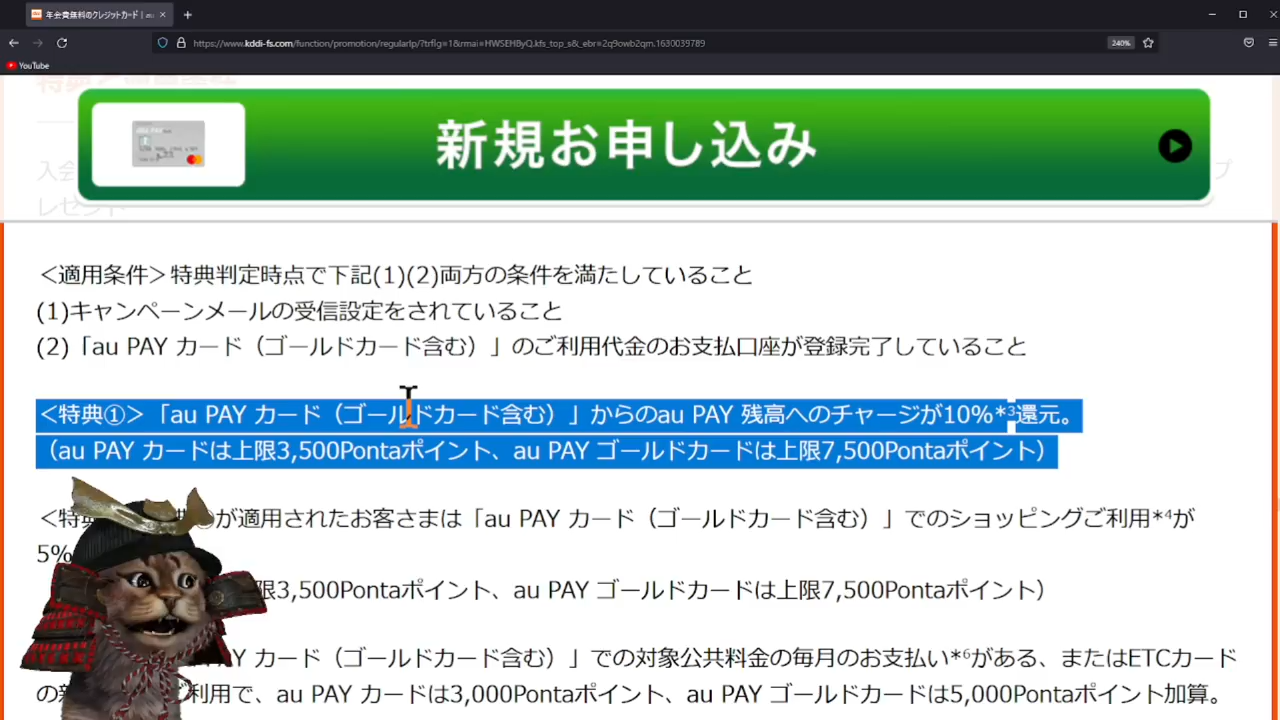 年会費無料のクレジットカード | au
https://www.kddi-fs.com/function/promotion/regularlp/?trflg=1&rmai=HWSEHByQ.kfs_top_s&_ebr=2q9owb2qm.1630039789
240%
YouTube
新規お申し込み
入会
プ
レゼント
＜適用条件＞特典判定時点で下記(1)(2)両方の条件を満たしていること
(1)キャンペーンメールの受信設定をされていること
(2)「au PAY カード（ゴールドカード含む）」のご利用代金のお支払口座が登録完了していること
＜特典①＞「au PAY カード（ゴールドカード含む）」からのau PAY 残高へのチャージが10%*3還元。
（au PAY カードは上限3,500Pontaポイント、au PAY ゴールドカードは上限7,500Pontaポイント）
＜特 が適用されたお客さまは「au PAY カード（ゴールドカード含む）」でのショッピングご利用*4が
5%
限3,500Pontaポイント、au PAY ゴールドカードは上限7,500Pontaポイント）
AY カード（ゴールドカード含む）」での対象公共料金の毎月のお支払い*6がある、またはETCカード
の ご利用で、au PAY カードは3,000Pontaポイント、au PAY ゴールドカードは5,000Pontaポイント加算。